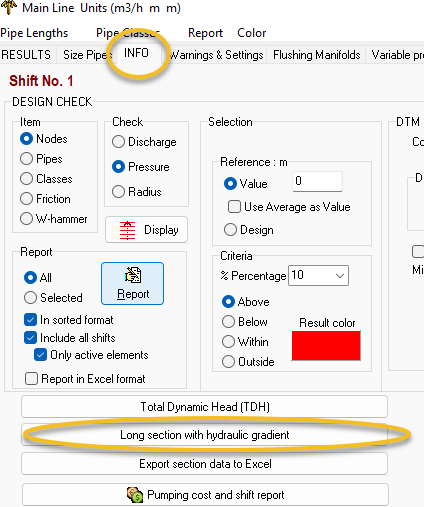 Main Line Units (m3/h m m)
Pipe Lengths Pipe Classes Report Color
RESULTS Size Pipes INFO Warnings & Settings Flushing Manifolds Variable pre
Shift No. 1
DESIGN CHECK
Item
Nodes
Pipes
Classes
Friction
W-hammer
Check
Discharge
Pressure
Radius
Display
Report
All
Selected
Report
In sorted format
Include all shifts
Only active elements
Report in Excel format
Selection
Reference : m
Value 0
Use Average as Value
Design
Criteria
% Percentage 10
Above
Below
Within
Outside
Result color
DTM
Co
D
Mi
Total Dynamic Head (TDH)
Long section with hydraulic gradient
Export section data to Excel
Pumping cost and shift report